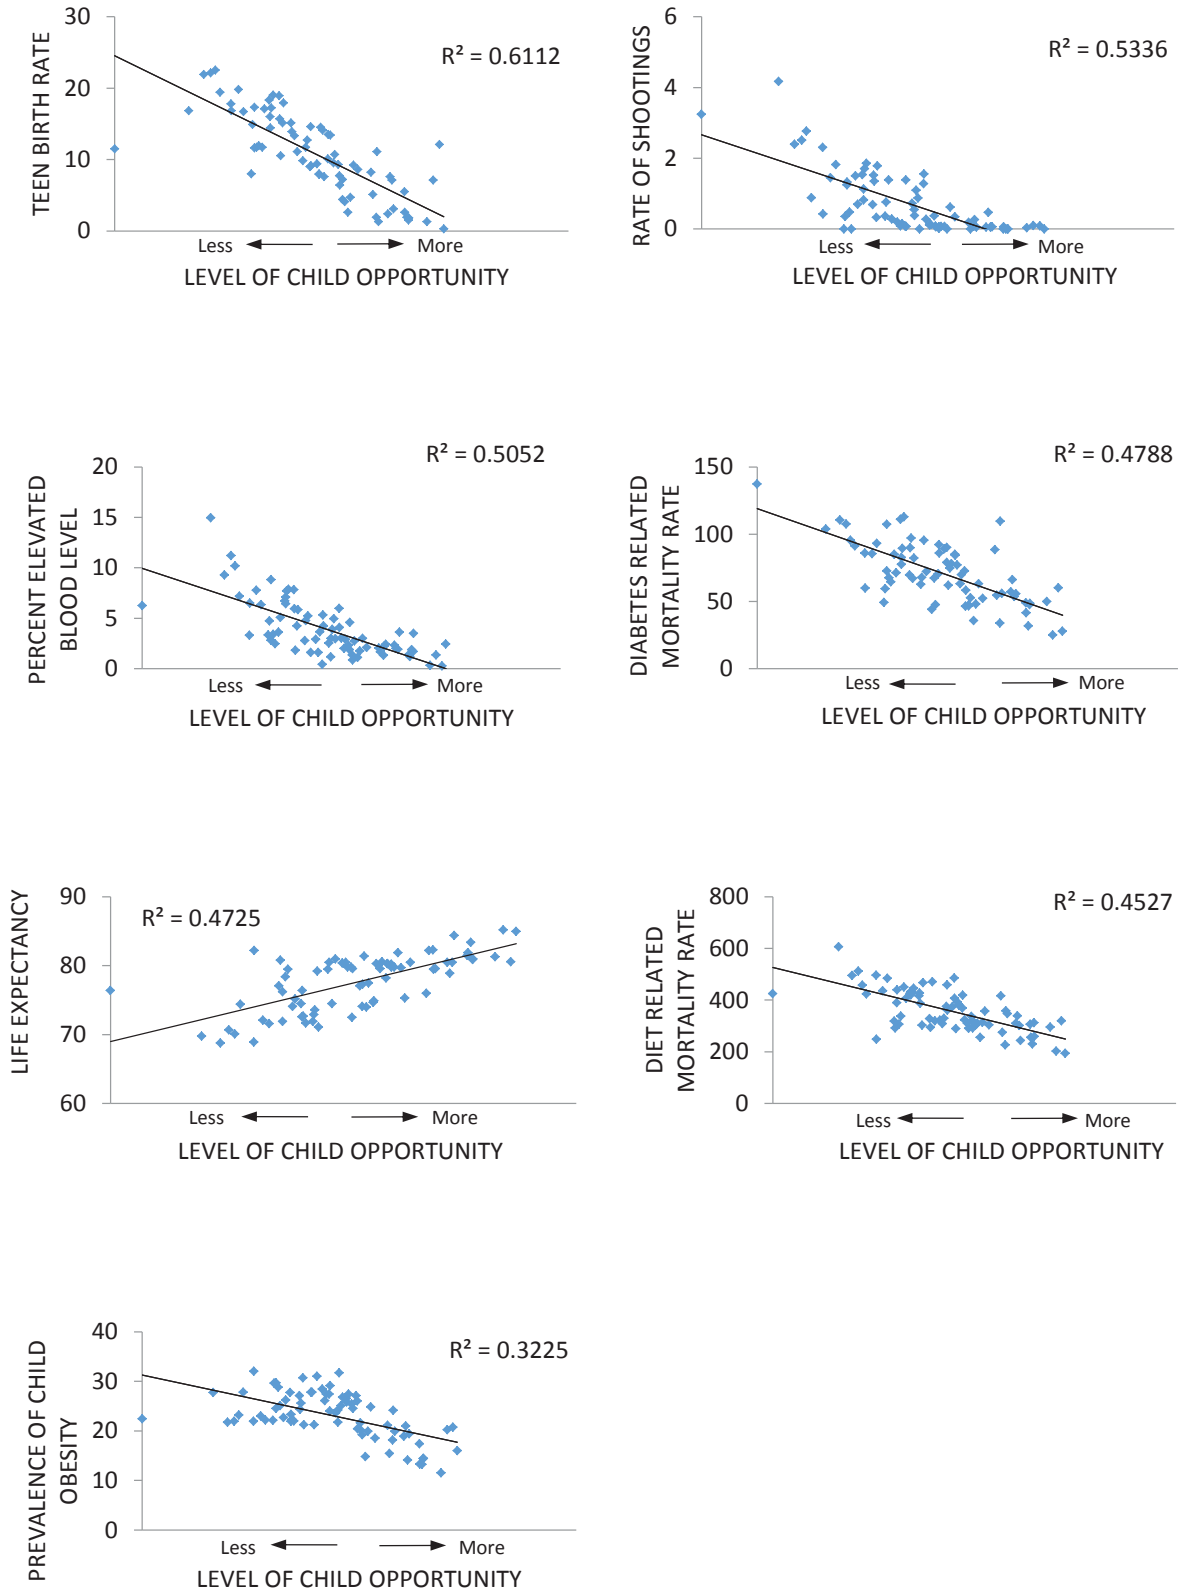 30
20
10
0
TEEN BIRTH RATE
R² = 0.6112
Less
More
LEVEL OF CHILD OPPORTUNITY
6
4
2
0
RATE OF SHOOTINGS
R² = 0.5336
Less
More
LEVEL OF CHILD OPPORTUNITY
20
15
10
5
0
PERCENT ELEVATED
BLOOD LEVEL
R² = 0.5052
Less
More
LEVEL OF CHILD OPPORTUNITY
150
100
50
0
DIABETES RELATED
MORTALITY RATE
R² = 0.4788
Less
More
LEVEL OF CHILD OPPORTUNITY
90
80
70
60
LIFE EXPECTANCY
R² = 0.4725
Less
More
LEVEL OF CHILD OPPORTUNITY
800
600
400
200
0
DIET RELATED
MORTALITY RATE
R² = 0.4527
Less
More
LEVEL OF CHILD OPPORTUNITY
40
30
20
10
0
PREVALENCE OF CHILD
OBESITY
R² = 0.3225
Less
More
LEVEL OF CHILD OPPORTUNITY